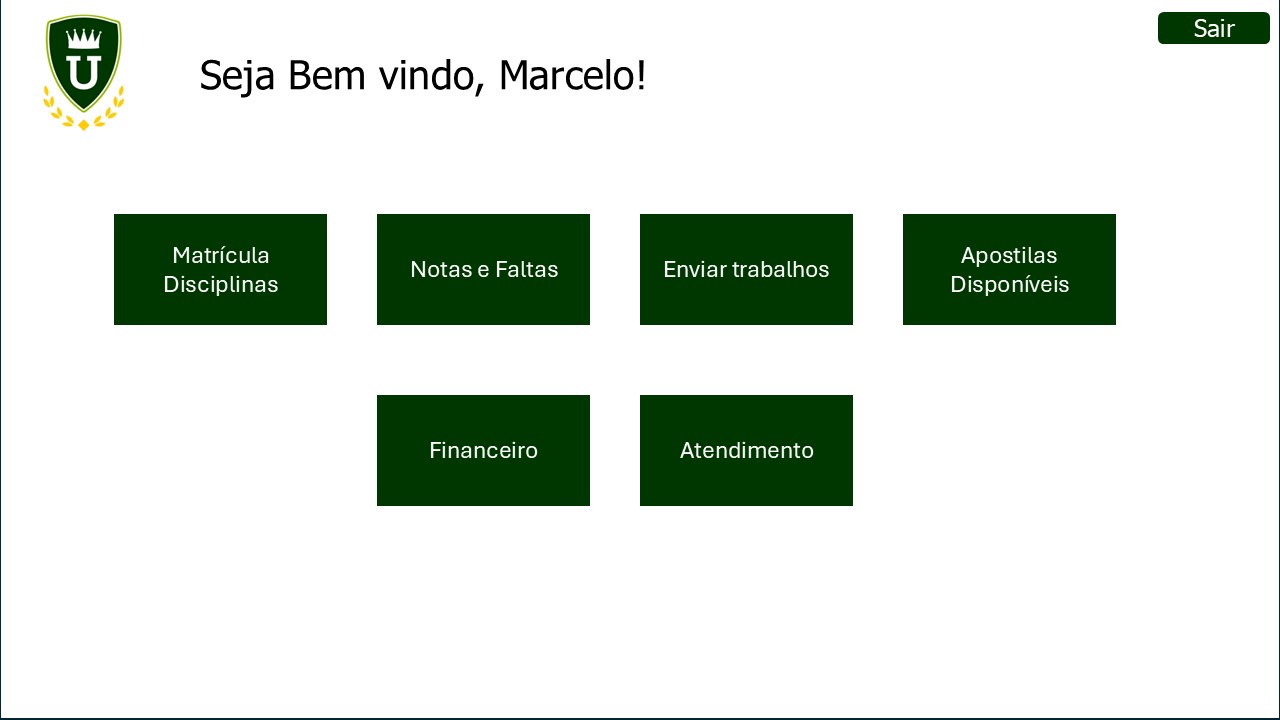 U
Sair
Seja Bem vindo, Marcelo!
Matrícula
Disciplinas
Notas e Faltas
Enviar trabalhos
Apostilas
Disponíveis
Financeiro
Atendimento